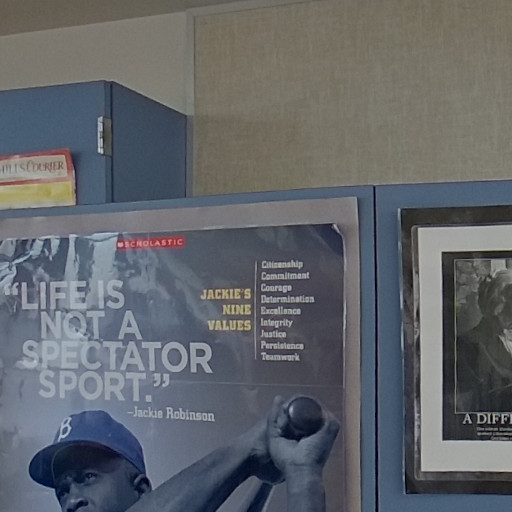 HILLS COURIER
SCHOLASTIC
"LIFE IS
NOT A
SPECTATOR
SPORT."
–Jackie Robinson
JACKIE'S
NINE
VALUES
Citizenship
Commitment
Courage
Determination
Excellence
Integrity
Justice
Persistence
Teamwork
B
A DIFF